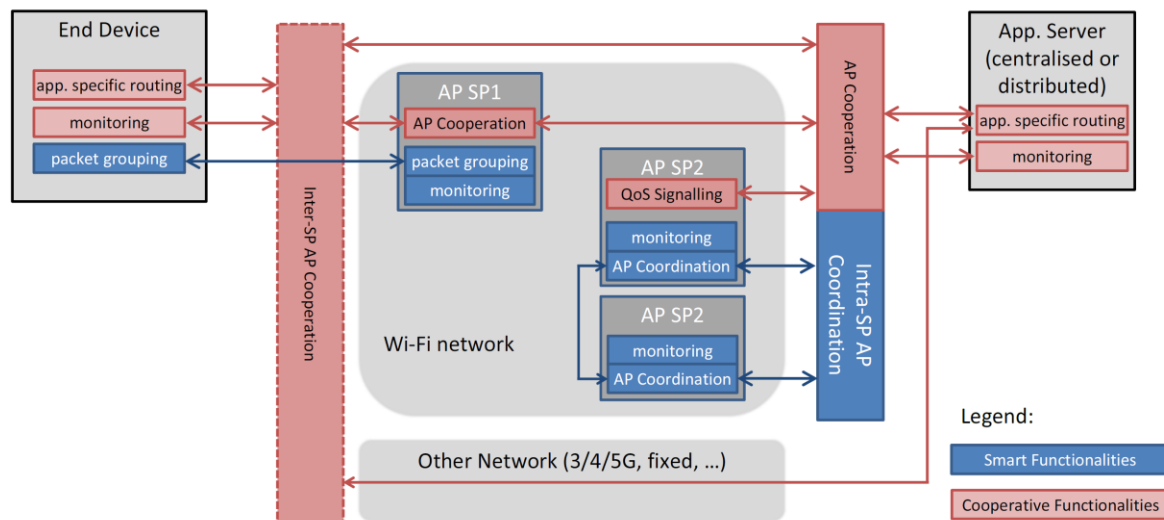 End Device
app. specific routing
monitoring
packet grouping
Inter-SP AP Cooperation
AP SP1
AP Cooperation
packet grouping
monitoring
AP SP2
QoS Signalling
monitoring
AP Coordination
AP SP2
monitoring
AP Coordination
Wi-Fi network
Other Network (3/4/5G, fixed, ...)
AP Cooperation
Intra-SP AP
Coordination
App. Server
(centralised or
distributed)
app. specific routing
monitoring
Legend:
Smart Functionalities
Cooperative Functionalities